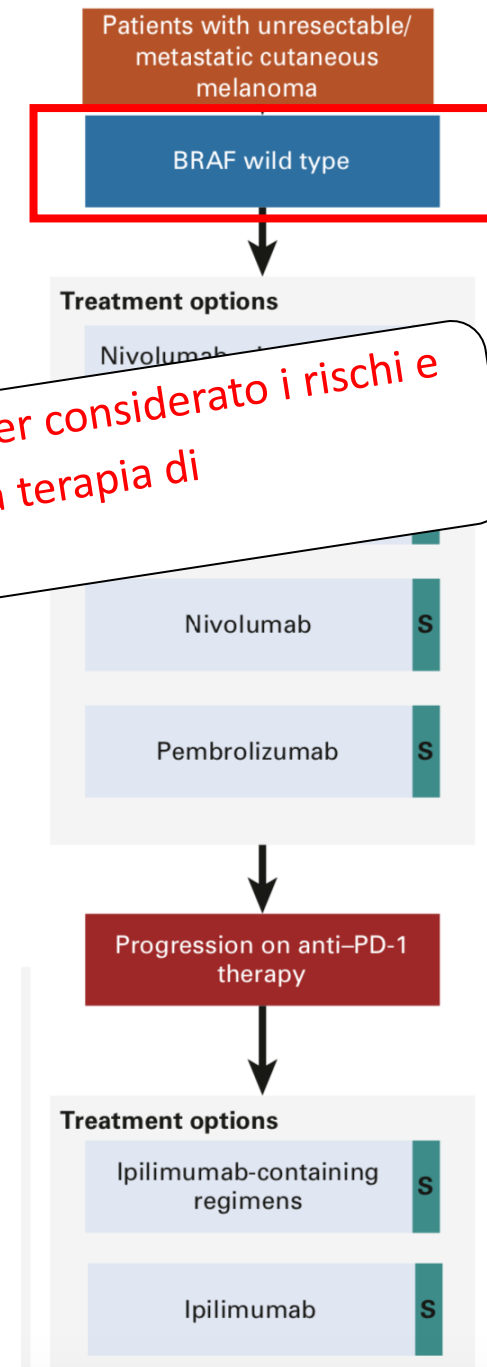 Patients with unresectable/
metastatic cutaneous
melanoma
BRAF wild type
Treatment options
considerato i rischi e
terapia di
Nivolumab
S
Pembrolizumab
S
Progression on anti–PD-1
therapy
Treatment options
Ipilimumab-containing
regimens
S
Ipilimumab
S